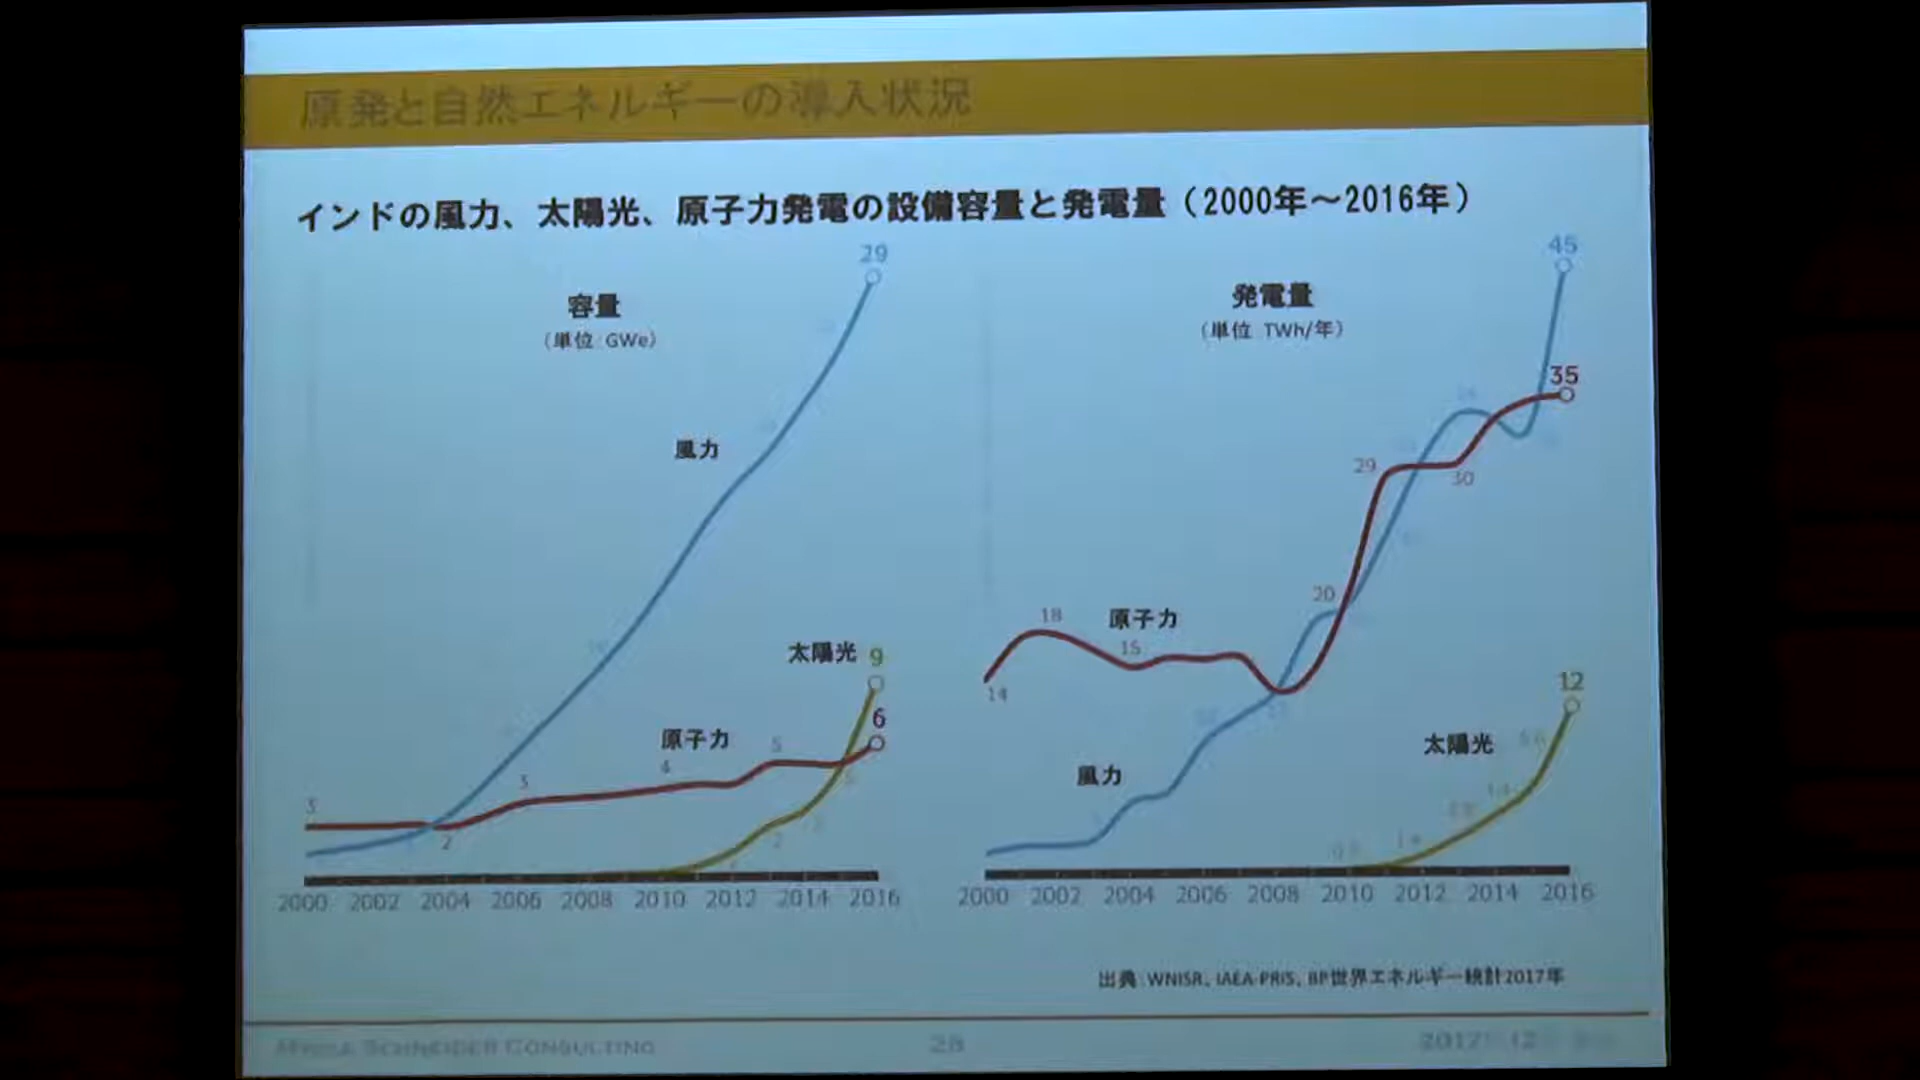 原発と自然エネルギーの導入状況
インドの風力、太陽光、原子力発電の設備容量と発電量（2000年～2016年）
容量
（単位 GWe）
29
風力
太陽光 9
原子力
6
3
2
3
4
5
2000 2002 2004 2006 2008 2010 2012 2014 2016
発電量
（単位 TWh/年）
45
35
29
30
20
18
原子力
15
14
風力
太陽光
12
2000 2002 2004 2006 2008 2010 2012 2014 2016
出典：WNISR、IAEA-PRIS、BP世界エネルギー統計2017年
Mycle Schneider Consulting
28